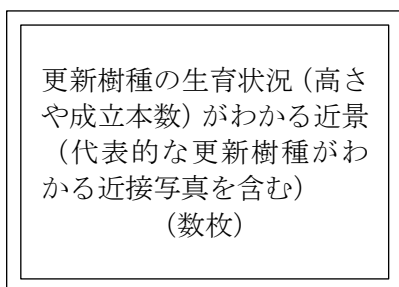 更新樹種の生育状況（高さ
や成立本数）がわかる近景
（代表的な更新樹種がわ
かる近接写真を含む）
（数枚）